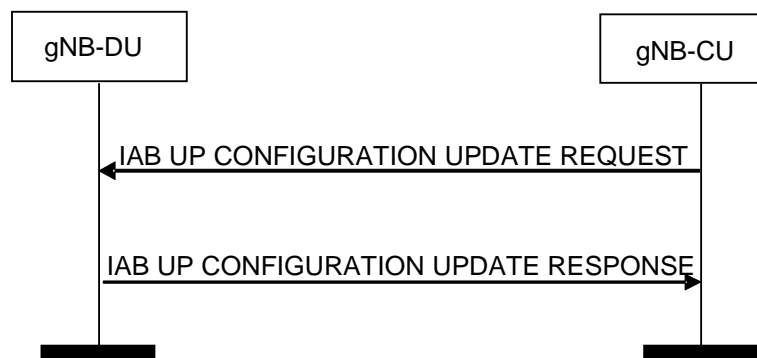 gNB-DU
gNB-CU
IAB UP CONFIGURATION UPDATE REQUEST
IAB UP CONFIGURATION UPDATE RESPONSE